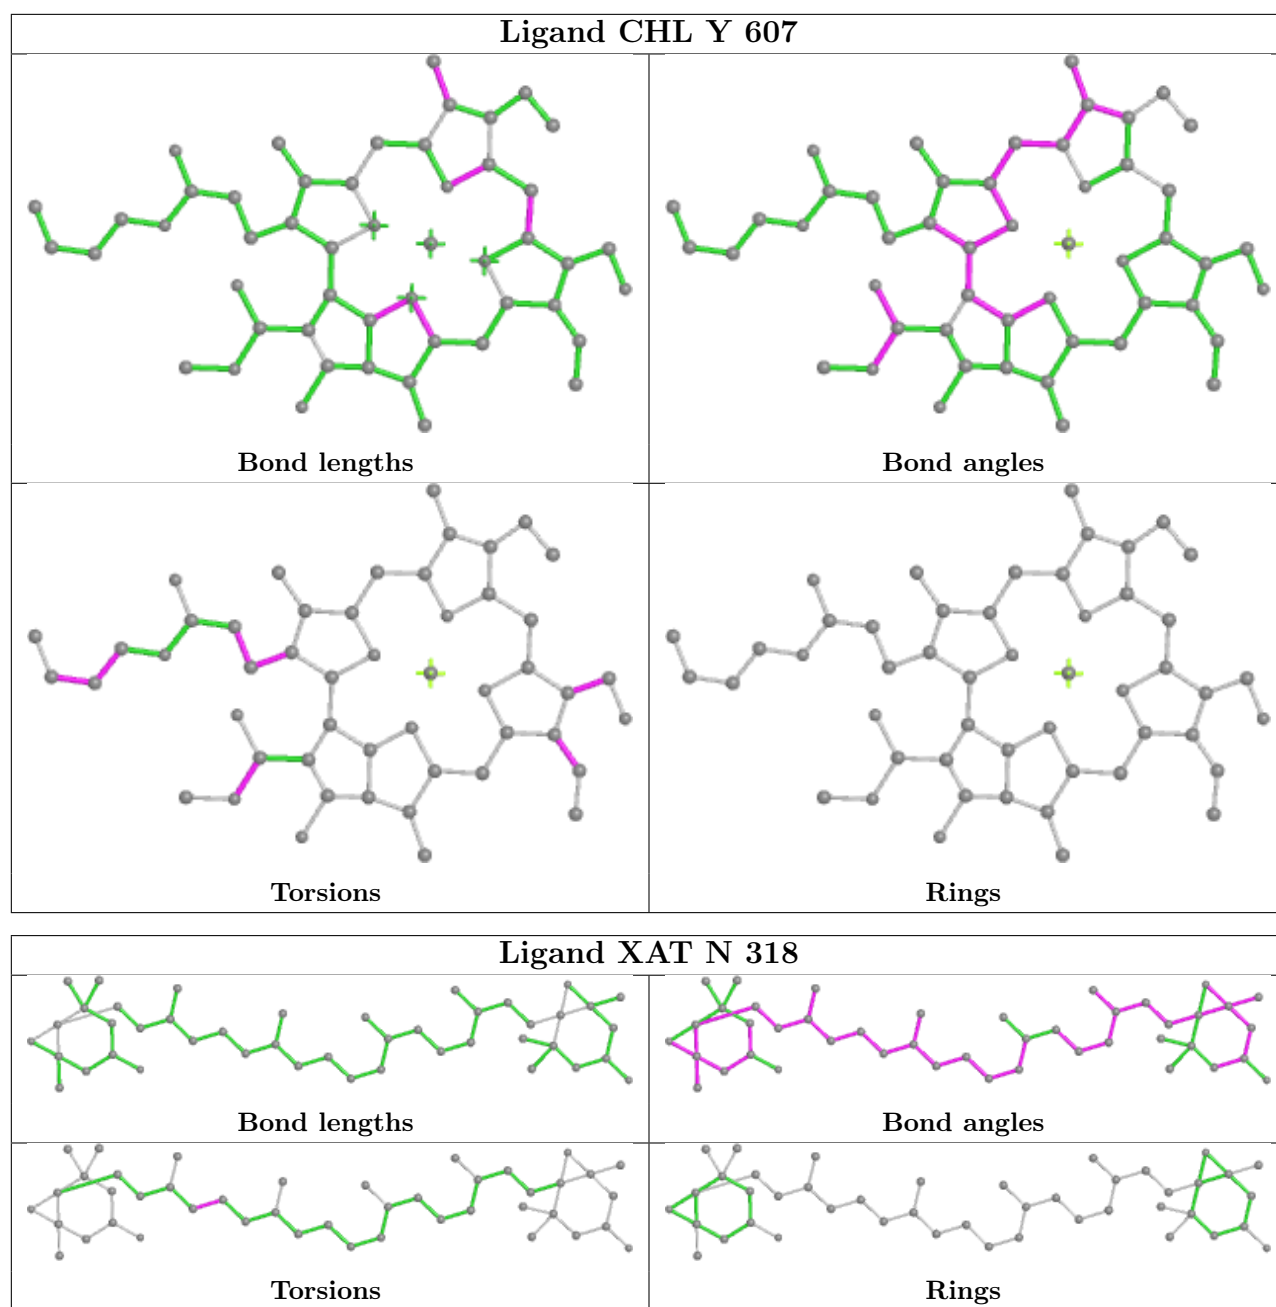 Ligand CHL Y 607
Bond lengths
Bond angles
Torsions
Rings
Ligand XAT N 318
Bond lengths
Bond angles
Torsions
Rings